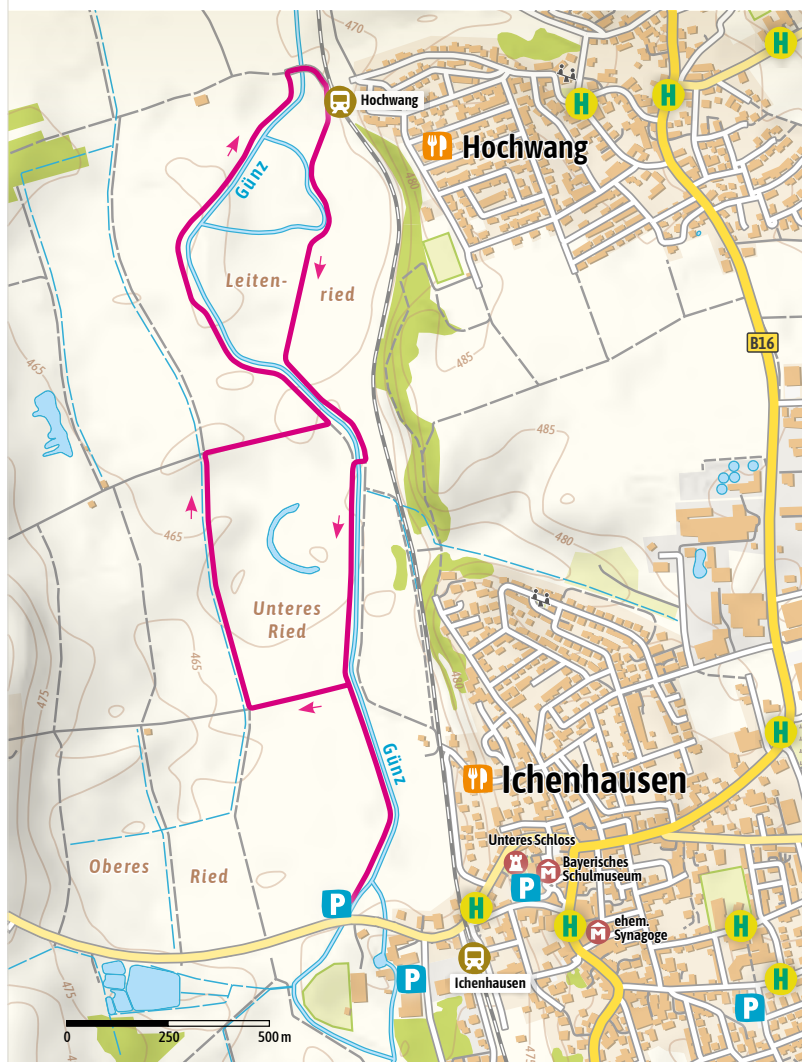 470
H
H
H
Hochwang
Hochwang
480
Günz
Leiten-
ried
B16
485
465
485
465
480
Unteres
Ried
465
480
475
H
Günz
Ichenhausen
Unteres Schloss
Bayerisches
Schulmuseum
M
Oberes
Ried
P
P
H
H
H
M
ehem.
Synagoge
Ichenhausen
P
H
P
475
475
0
250
500 m